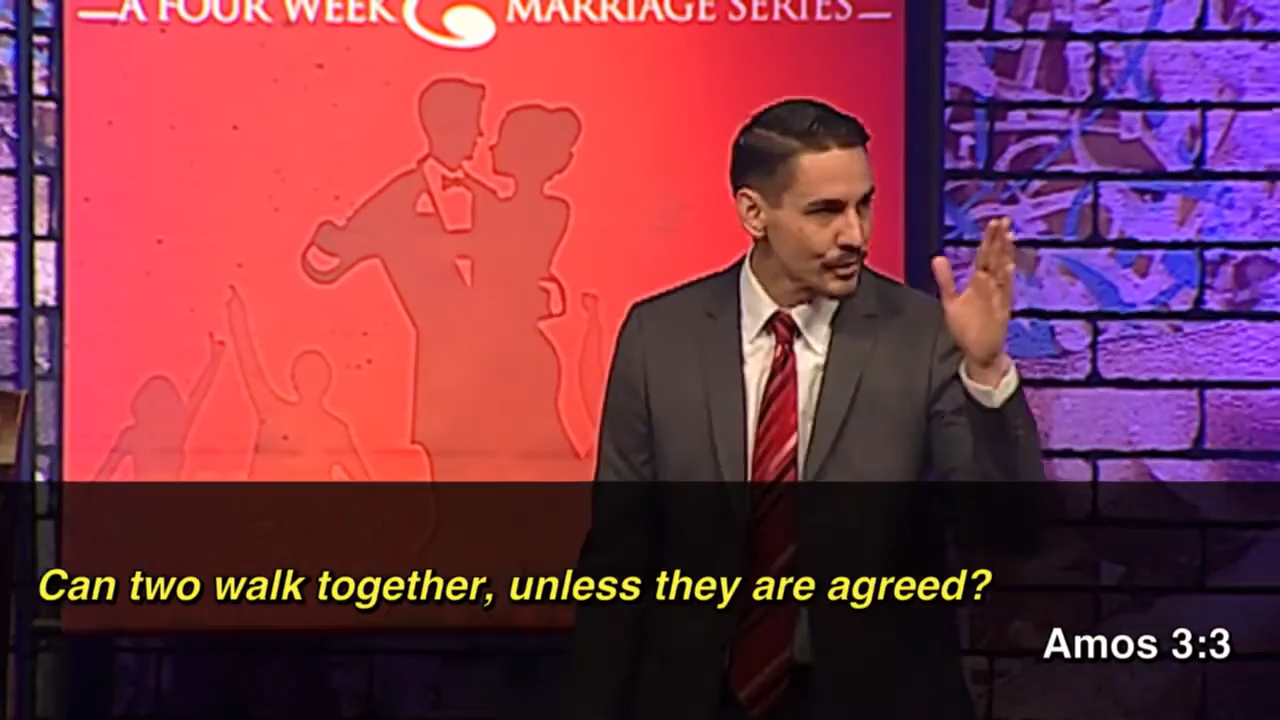 A FOUR WEEK MARRIAGE SERIES
Can two walk together, unless they are agreed?
Amos 3:3